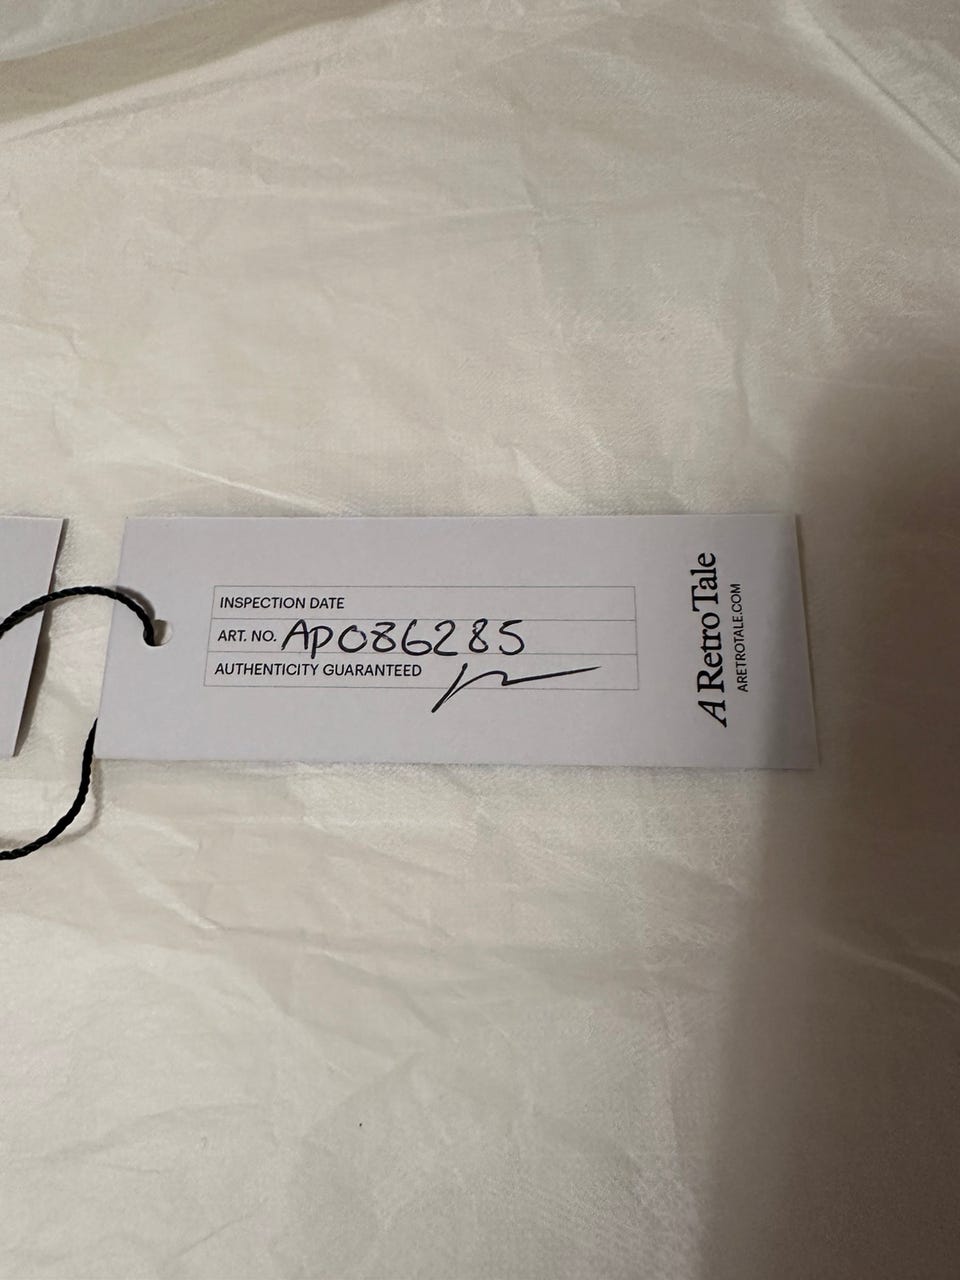 INSPECTION DATE
ART. NO. AP086285
AUTHENTICITY GUARANTEED
A Retro Tale
ARETROTALE.COM